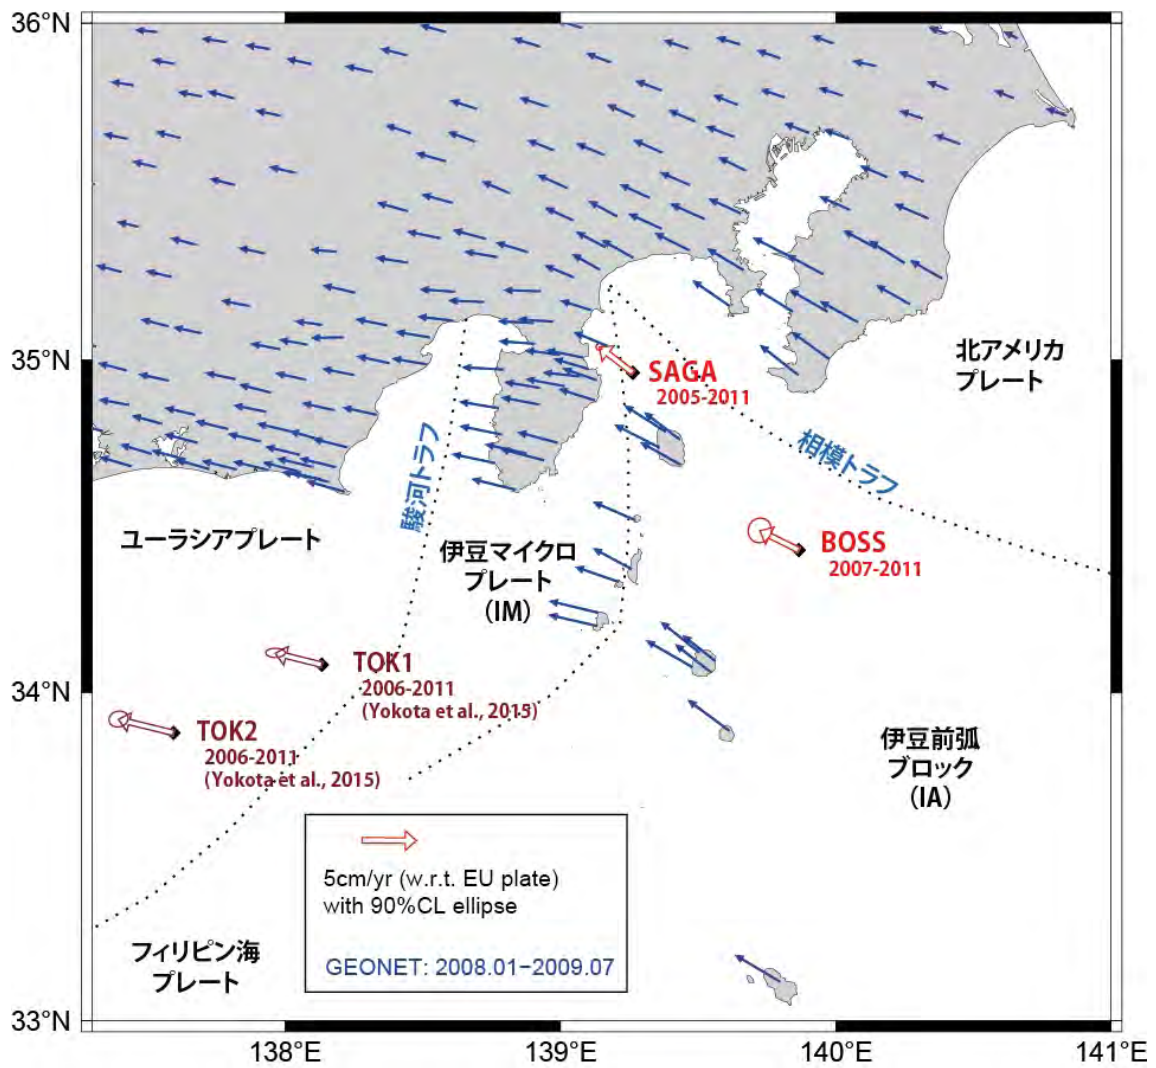 36°N
35°N
34°N
33°N
138°E
139°E
140°E
141°E
北アメリカ
プレート
SAGA
2005-2011
相模トラフ
駿河トラフ
BOSS
2007-2011
ユーラシアプレート
伊豆マイクロ
プレート
(IM)
TOK1
2006-2011
(Yokota et al., 2015)
TOK2
2006-2011
(Yokota et al., 2015)
伊豆前弧
ブロック
(IA)
5cm/yr (w.r.t. EU plate)
with 90%CL ellipse
GEONET: 2008.01−2009.07
フィリピン海
プレート